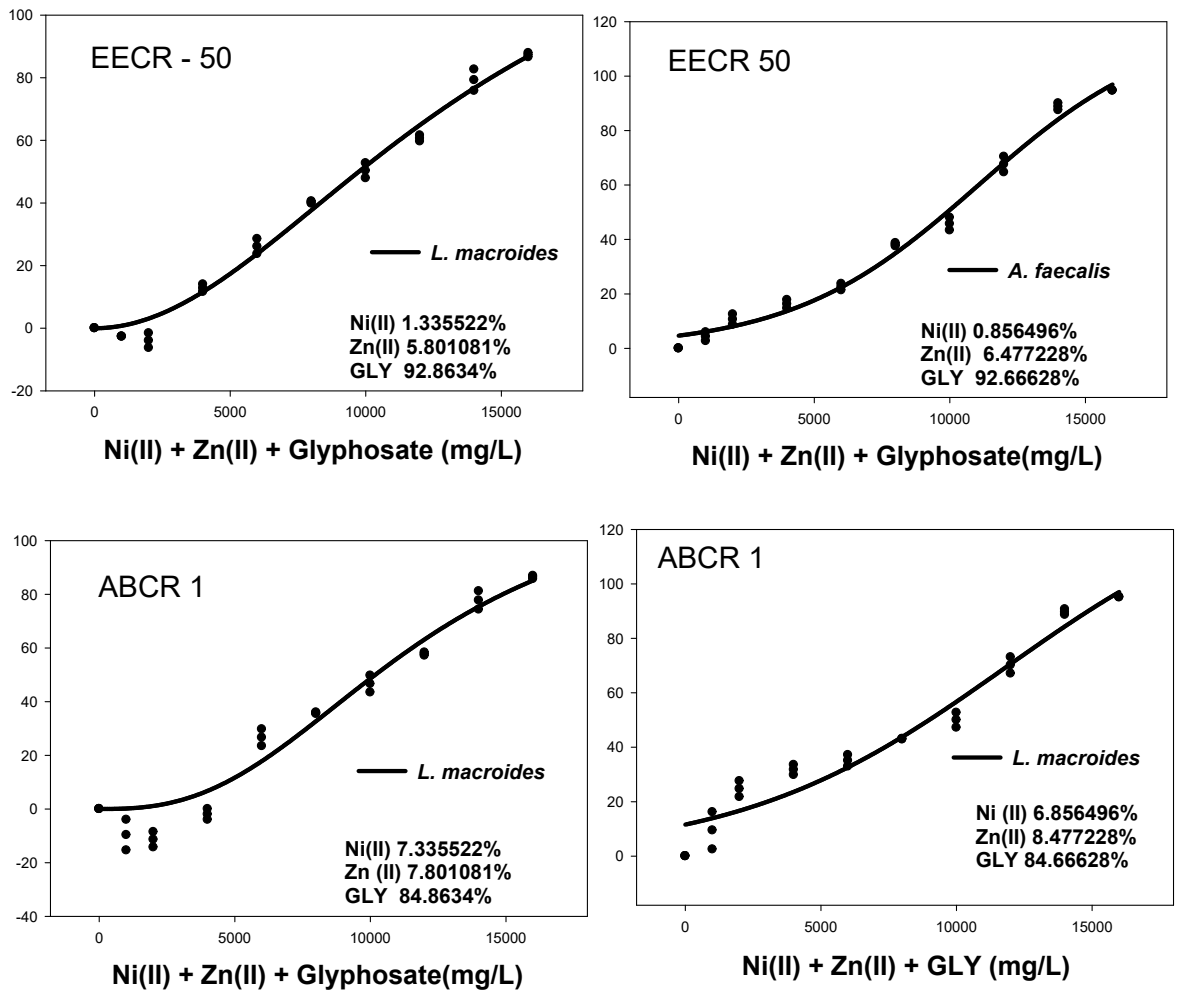 EECR - 50
100
80
60
40
20
0
-20
L. macroides
Ni(II) 1.335522%
Zn(II) 5.801081%
GLY 92.8634%
0 5000 10000 15000
Ni(II) + Zn(II) + Glyphosate (mg/L)
EECR 50
120
100
80
60
40
20
0
A. faecalis
Ni(II) 0.856496%
Zn(II) 6.477228%
GLY 92.66628%
0 5000 10000 15000
Ni(II) + Zn(II) + Glyphosate(mg/L)
ABCR 1
100
80
60
40
20
0
-20
-40
L. macroides
Ni(II) 7.335522%
Zn (II) 7.801081%
GLY 84.8634%
0 5000 10000 15000
Ni(II) + Zn(II) + Glyphosate(mg/L)
ABCR 1
120
100
80
60
40
20
0
L. macroides
Ni (II) 6.856496%
Zn(II) 8.477228%
GLY 84.66628%
0 5000 10000 15000
Ni(II) + Zn(II) + GLY (mg/L)